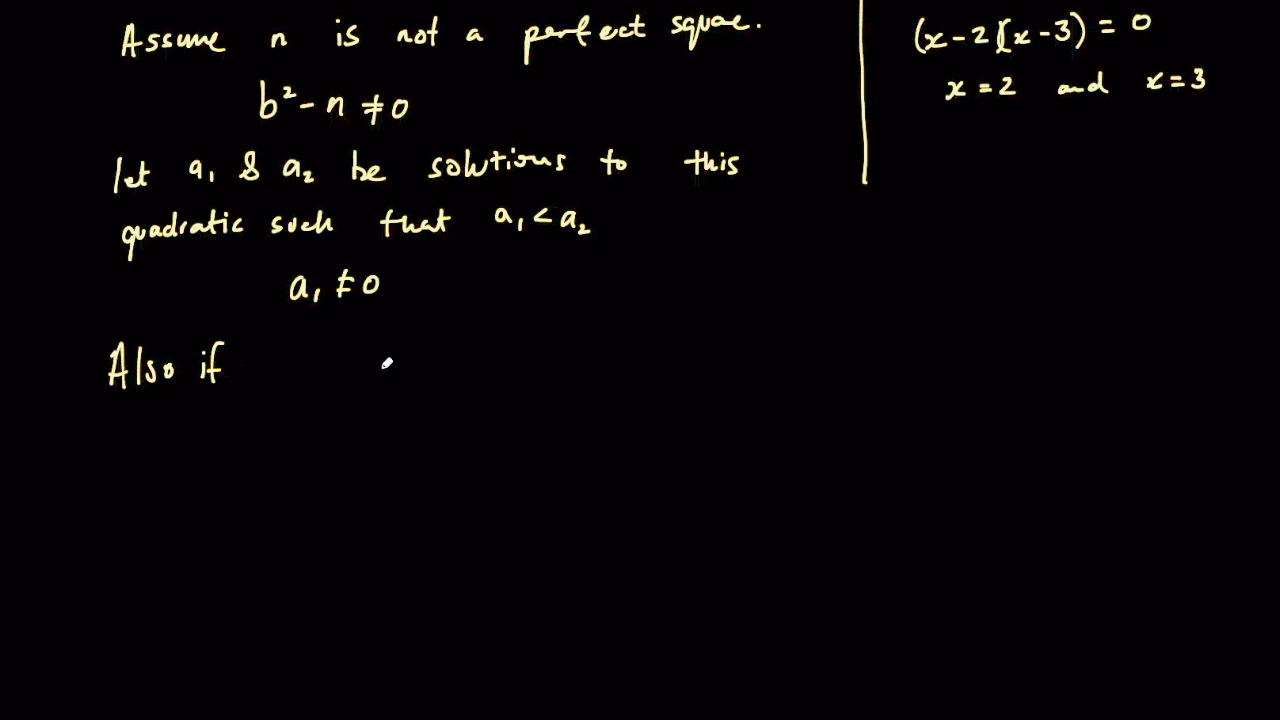 Assume n is not a perfect square.
b² - n ≠ 0
let a₁ & a₂ be solutions to this
quadratic such that a₁ < a₂
a₁ ≠ 0
Also if
(x-2)(x-3) = 0
x = 2 and x = 3